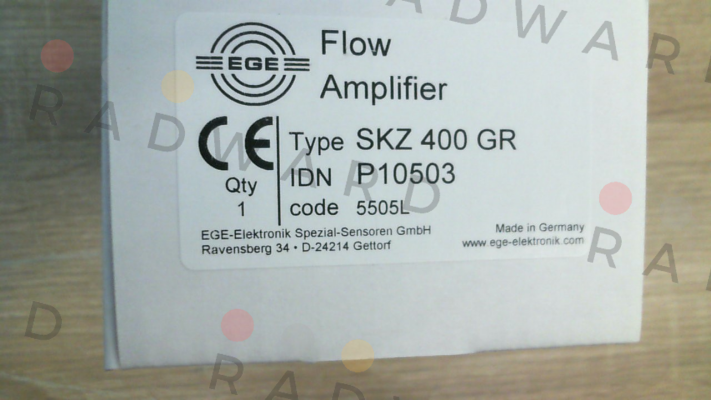 RADWARD
EGE
Flow
Amplifier
CE
Type SKZ 400 GR
IDN P10503
Qty
1
code 5505L
EGE-Elektronik Spezial-Sensoren GmbH
Ravensberg 34 • D-24214 Gettorf
Made in Germany
www.ege-elektronik.com